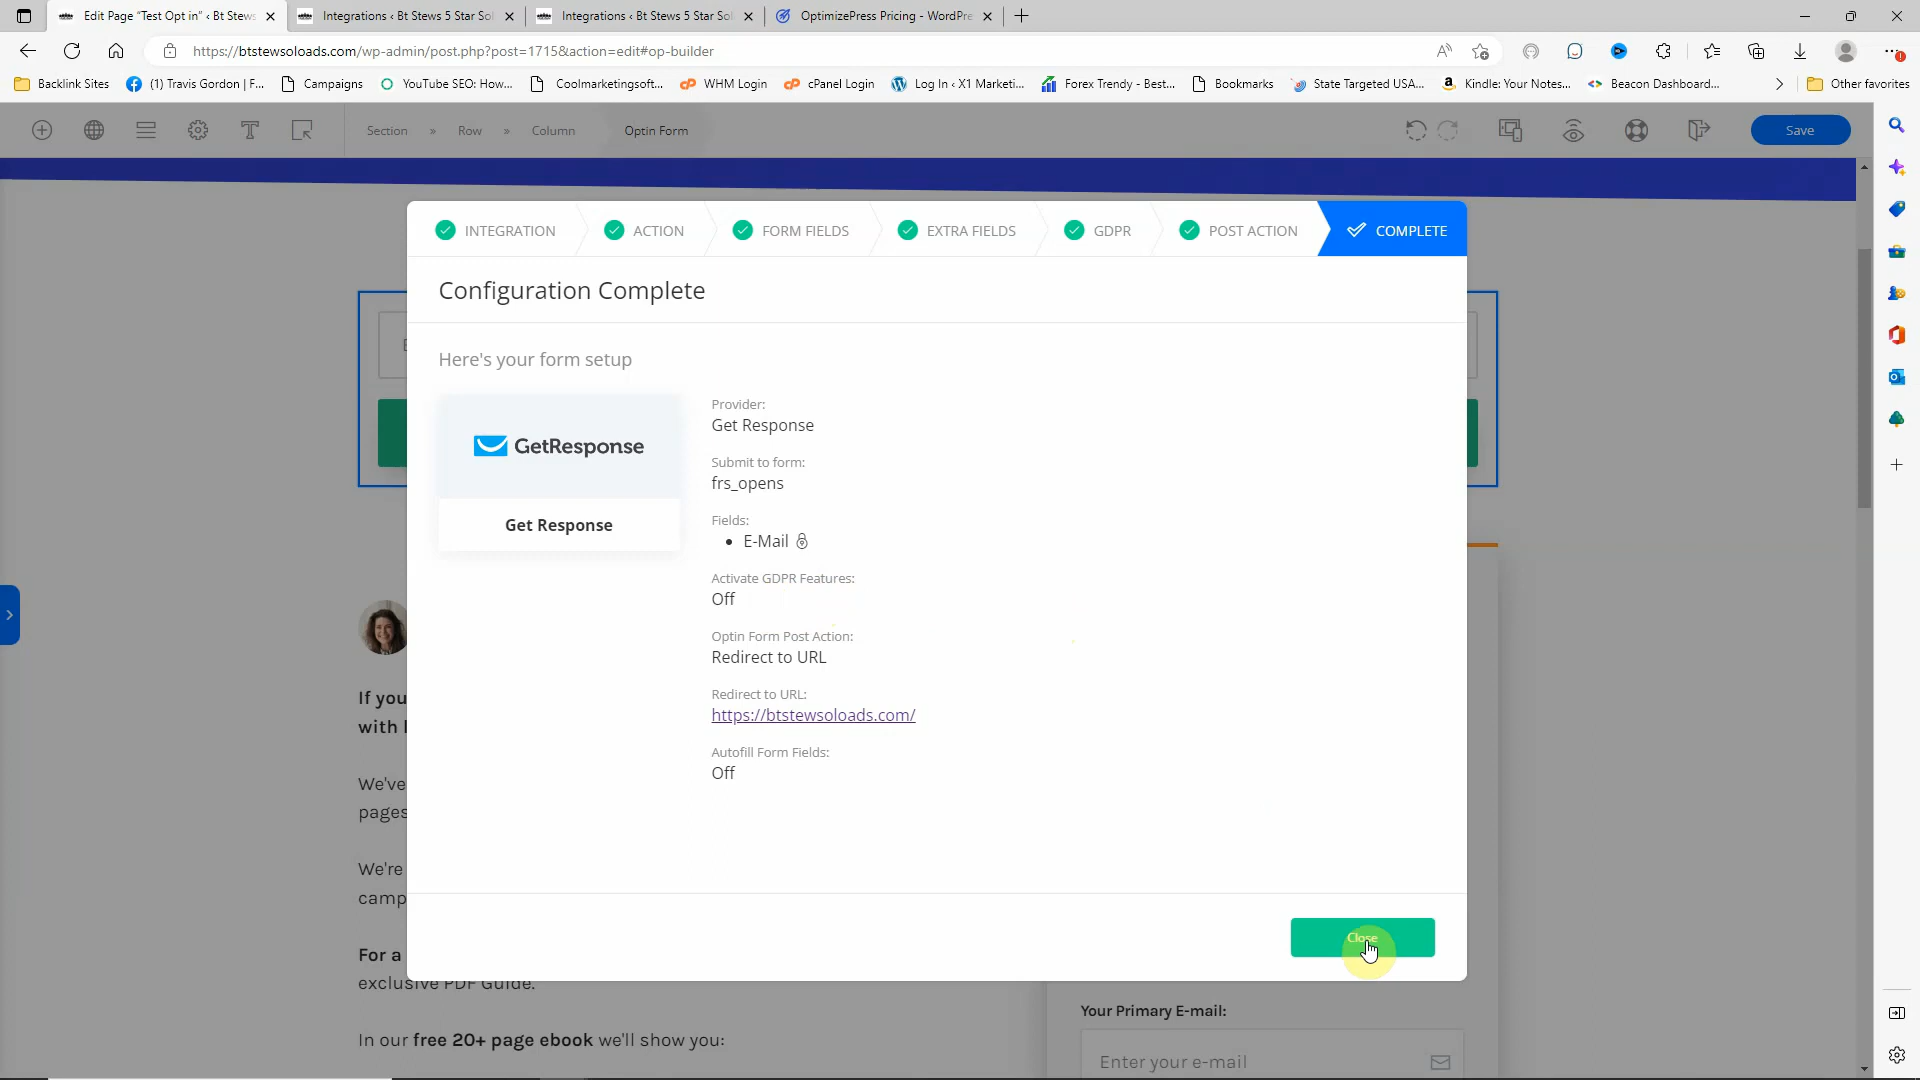 Edit Page “Test Opt in” ‹ Bt Stews
Integrations ‹ Bt Stews 5 Star Sol
Integrations ‹ Bt Stews 5 Star Sol
OptimizePress Pricing - WordPre
https://btstewsoloads.com/wp-admin/post.php?post=1715&action=edit#op-builder
Backlink Sites
(1) Travis Gordon | F...
Campaigns
YouTube SEO: How...
Coolmarketingsoft...
WHM Login
cPanel Login
Log In ‹ X1 Marketi...
Forex Trendy - Best...
Bookmarks
State Targeted USA...
Kindle: Your Notes...
Beacon Dashboard...
Other favorites
Section » Row » Column Optin Form
Save
INTEGRATION
ACTION
FORM FIELDS
EXTRA FIELDS
GDPR
POST ACTION
COMPLETE
Configuration Complete
Here's your form setup
GetResponse
Get Response
Provider:
Get Response
Submit to form:
frs_opens
Fields:
• E-Mail
Activate GDPR Features:
Off
Optin Form Post Action:
Redirect to URL
Redirect to URL:
https://btstewsoloads.com/
Autofill Form Fields:
Off
Close
If you
with
We've
pages
We're
camp
For a
exclusive PDF Guide.
In our free 20+ page ebook we'll show you:
Your Primary E-mail:
Enter your e-mail